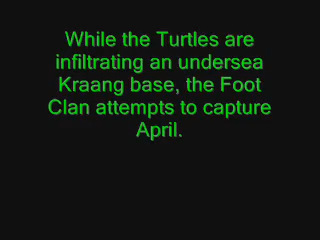 While the Turtles are
infiltrating an undersea
Kraang base, the Foot
Clan attempts to capture
April.